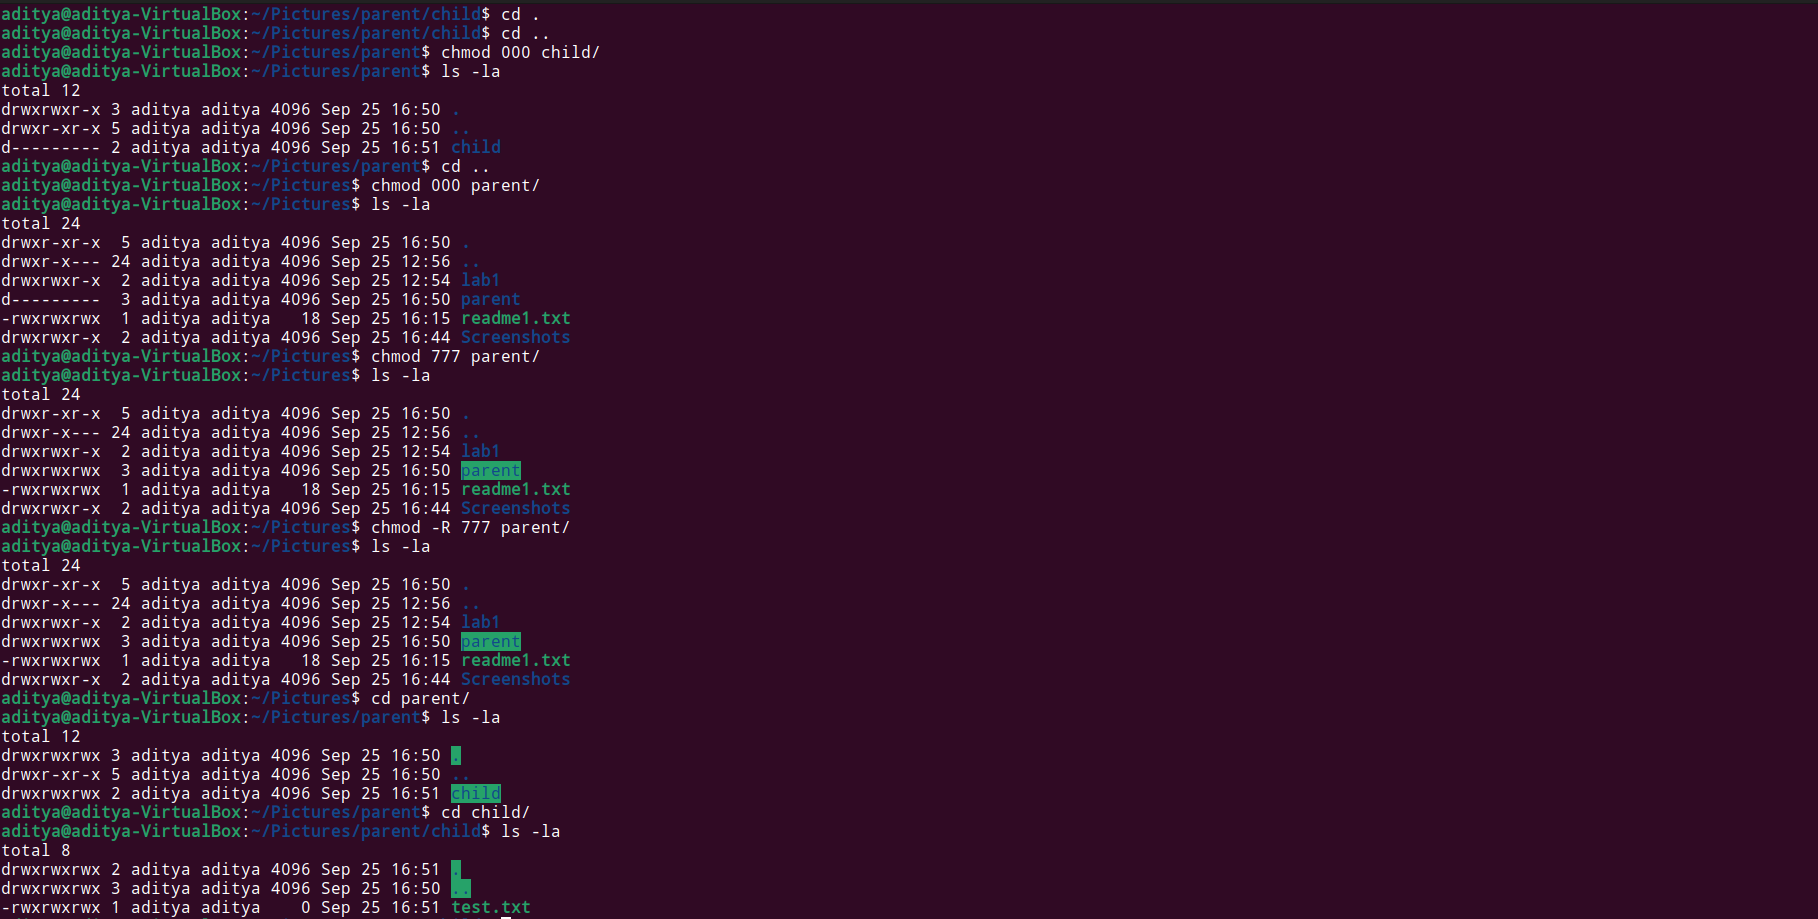 aditya@aditya-VirtualBox:~/Pictures/parent/child$ cd .
aditya@aditya-VirtualBox:~/Pictures/parent/child$ cd ..
aditya@aditya-VirtualBox:~/Pictures/parent$ chmod 000 child/
aditya@aditya-VirtualBox:~/Pictures/parent$ ls -la
total 12
drwxrwxr-x 3 aditya aditya 4096 Sep 25 16:50 .
drwxr-xr-x 5 aditya aditya 4096 Sep 25 16:50 ..
d--------- 2 aditya aditya 4096 Sep 25 16:51 child
aditya@aditya-VirtualBox:~/Pictures/parent$ cd ..
aditya@aditya-VirtualBox:~/Pictures$ chmod 000 parent/
aditya@aditya-VirtualBox:~/Pictures$ ls -la
total 24
drwxr-xr-x  5 aditya aditya 4096 Sep 25 16:50 .
drwxr-x--- 24 aditya aditya 4096 Sep 25 12:56 ..
drwxrwxr-x  2 aditya aditya 4096 Sep 25 12:54 lab1
d---------  3 aditya aditya 4096 Sep 25 16:50 parent
-rwxrwxrwx  1 aditya aditya   18 Sep 25 16:15 readme1.txt
drwxrwxr-x  2 aditya aditya 4096 Sep 25 16:44 Screenshots
aditya@aditya-VirtualBox:~/Pictures$ chmod 777 parent/
aditya@aditya-VirtualBox:~/Pictures$ ls -la
total 24
drwxr-xr-x  5 aditya aditya 4096 Sep 25 16:50 .
drwxr-x--- 24 aditya aditya 4096 Sep 25 12:56 ..
drwxrwxr-x  2 aditya aditya 4096 Sep 25 12:54 lab1
drwxrwxrwx  3 aditya aditya 4096 Sep 25 16:50 parent
-rwxrwxrwx  1 aditya aditya   18 Sep 25 16:15 readme1.txt
drwxrwxr-x  2 aditya aditya 4096 Sep 25 16:44 Screenshots
aditya@aditya-VirtualBox:~/Pictures$ chmod -R 777 parent/
aditya@aditya-VirtualBox:~/Pictures$ ls -la
total 24
drwxr-xr-x  5 aditya aditya 4096 Sep 25 16:50 .
drwxr-x--- 24 aditya aditya 4096 Sep 25 12:56 ..
drwxrwxr-x  2 aditya aditya 4096 Sep 25 12:54 lab1
drwxrwxrwx  3 aditya aditya 4096 Sep 25 16:50 parent
-rwxrwxrwx  1 aditya aditya   18 Sep 25 16:15 readme1.txt
drwxrwxr-x  2 aditya aditya 4096 Sep 25 16:44 Screenshots
aditya@aditya-VirtualBox:~/Pictures$ cd parent/
aditya@aditya-VirtualBox:~/Pictures/parent$ ls -la
total 12
drwxrwxrwx 3 aditya aditya 4096 Sep 25 16:50 .
drwxr-xr-x 5 aditya aditya 4096 Sep 25 16:50 ..
drwxrwxrwx 2 aditya aditya 4096 Sep 25 16:51 child
aditya@aditya-VirtualBox:~/Pictures/parent$ cd child/
aditya@aditya-VirtualBox:~/Pictures/parent/child$ ls -la
total 8
drwxrwxrwx 2 aditya aditya 4096 Sep 25 16:51 .
drwxrwxrwx 3 aditya aditya 4096 Sep 25 16:50 ..
-rwxrwxrwx 1 aditya aditya    0 Sep 25 16:51 test.txt